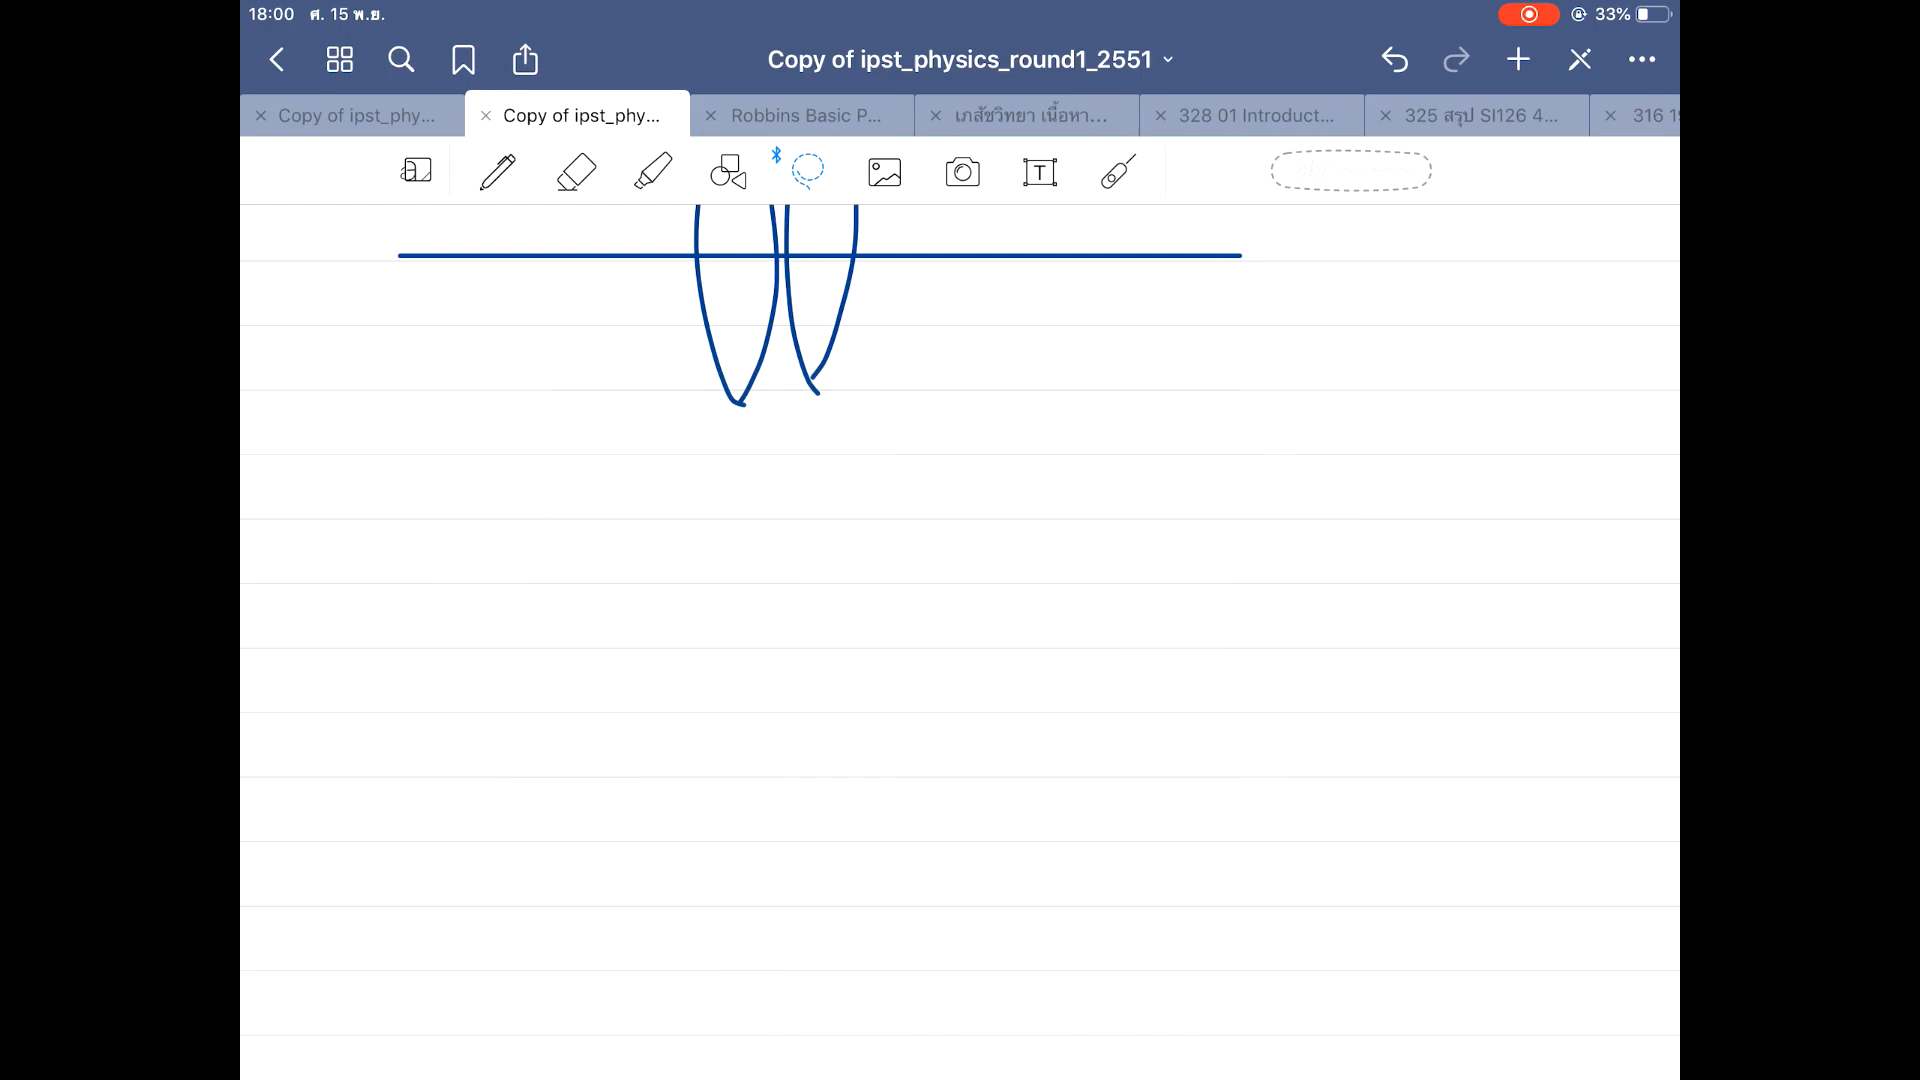 18:00 ศ. 15 พ.ย. 33%
Copy of ipst_physics_round1_2551
Copy of ipst_phy... Copy of ipst_phy... Robbins Basic P... เภสัชวิทยา เนื้อหา... 328 01 Introduct... 325 สรุป SI126 4... 316 19
T